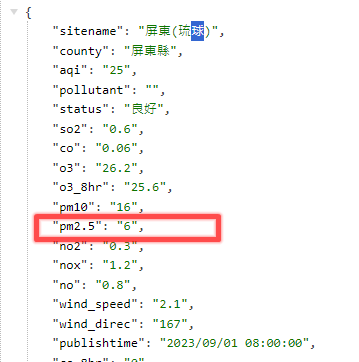 {
"sitename": "屏東(琉球)",
"county": "屏東縣",
"aqi": "25",
"pollutant": "",
"status": "良好",
"so2": "0.6",
"co": "0.06",
"o3": "26.2",
"o3_8hr": "25.6",
"pm10": "16",
"pm2.5": "6",
"no2": "0.3",
"nox": "1.2",
"no": "0.8",
"wind_speed": "2.1",
"wind_direc": "167",
"publishtime": "2023/09/01 08:00:00",